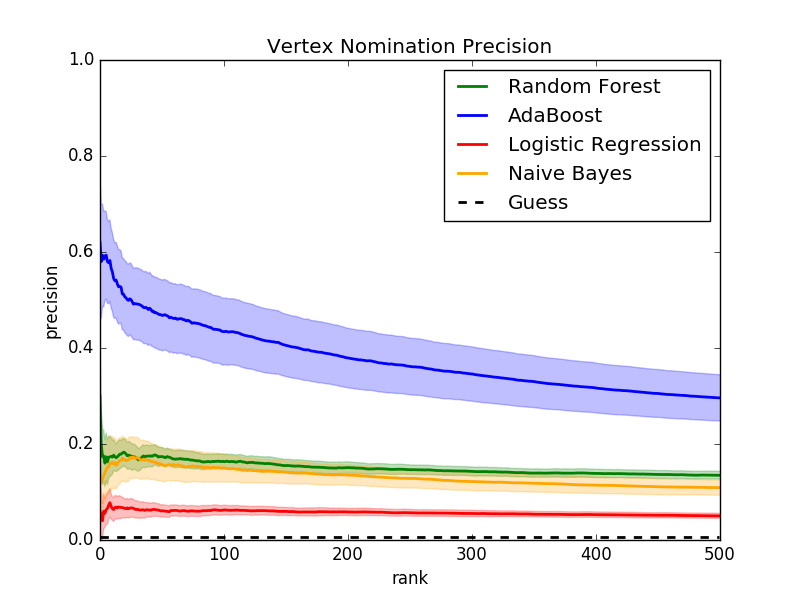 Vertex Nomination Precision
1.0
0.8
0.6
0.4
0.2
0.0
precision
Random Forest
AdaBoost
Logistic Regression
Naive Bayes
Guess
0
100
200
300
400
500
rank